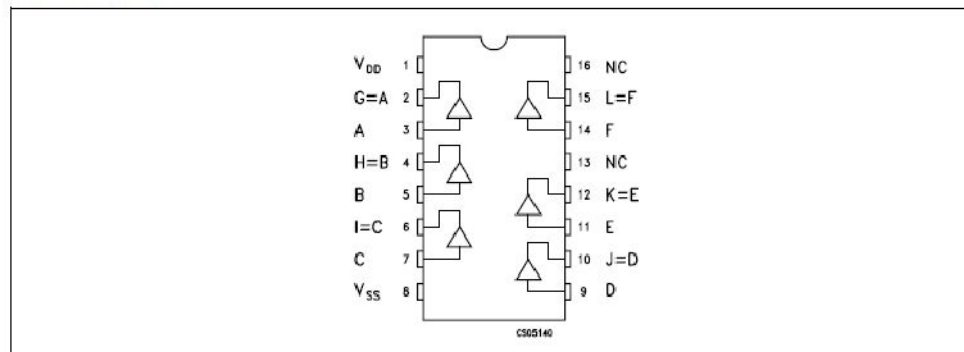 V_DD 1 16 NC
G=A 2 15 L=F
A 3 14 F
H=B 4 13 NC
B 5 12 K=E
I=C 6 11 E
C 7 10 J=D
V_SS 8 9 D
CS05140